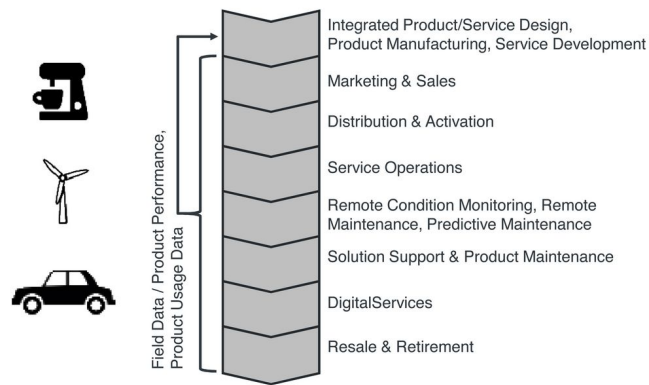 Integrated Product/Service Design,
Product Manufacturing, Service Development
Marketing & Sales
Distribution & Activation
Service Operations
Remote Condition Monitoring, Remote
Maintenance, Predictive Maintenance
Solution Support & Product Maintenance
DigitalServices
Resale & Retirement
Field Data / Product Performance,
Product Usage Data